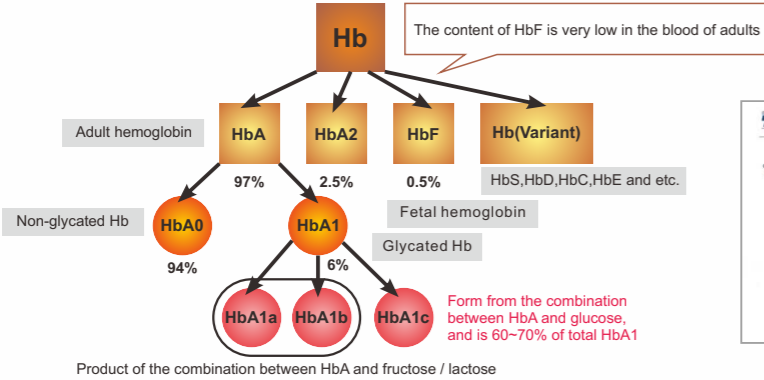 Hb
The content of HbF is very low in the blood of adults
Adult hemoglobin
HbA
HbA2
HbF
Hb(Variant)
97%
2.5%
0.5%
HbS,HbD,HbC,HbE and etc.
Non-glycated Hb
HbA0
HbA1
Fetal hemoglobin
Glycated Hb
94%
6%
HbA1a
HbA1b
HbA1c
Form from the combination
between HbA and glucose,
and is 60~70% of total HbA1
Product of the combination between HbA and fructose / lactose